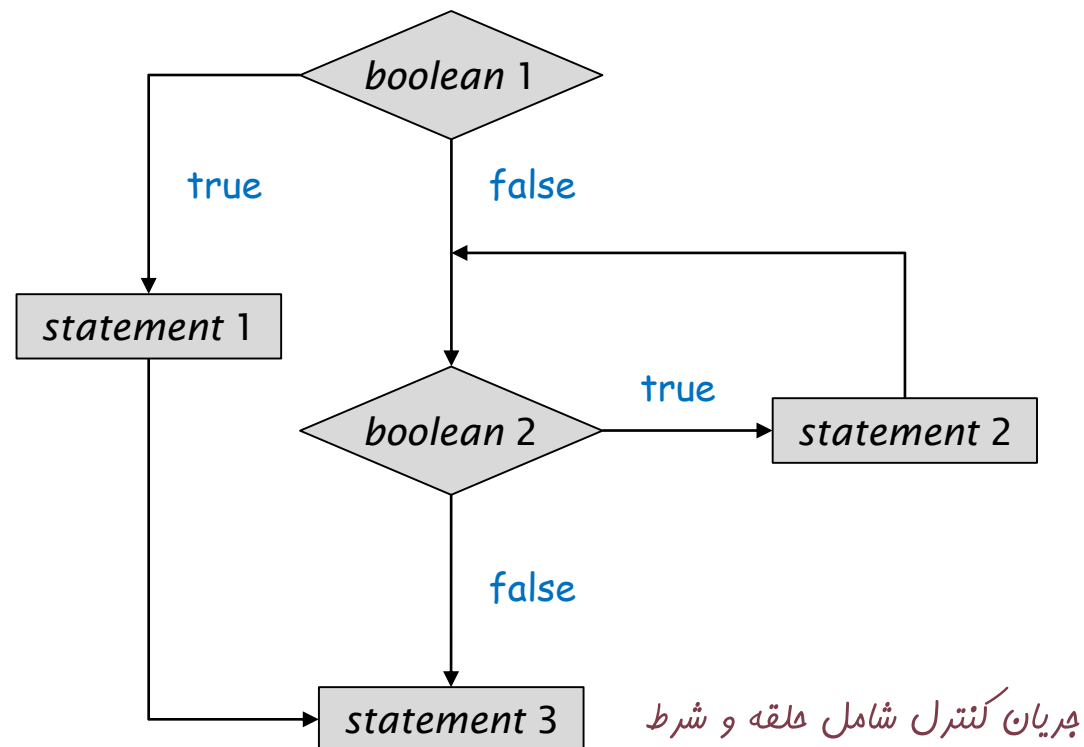 boolean 1
true
false
statement 1
boolean 2
true
statement 2
false
statement 3
جریان کنترل شامل حلقه و شرط